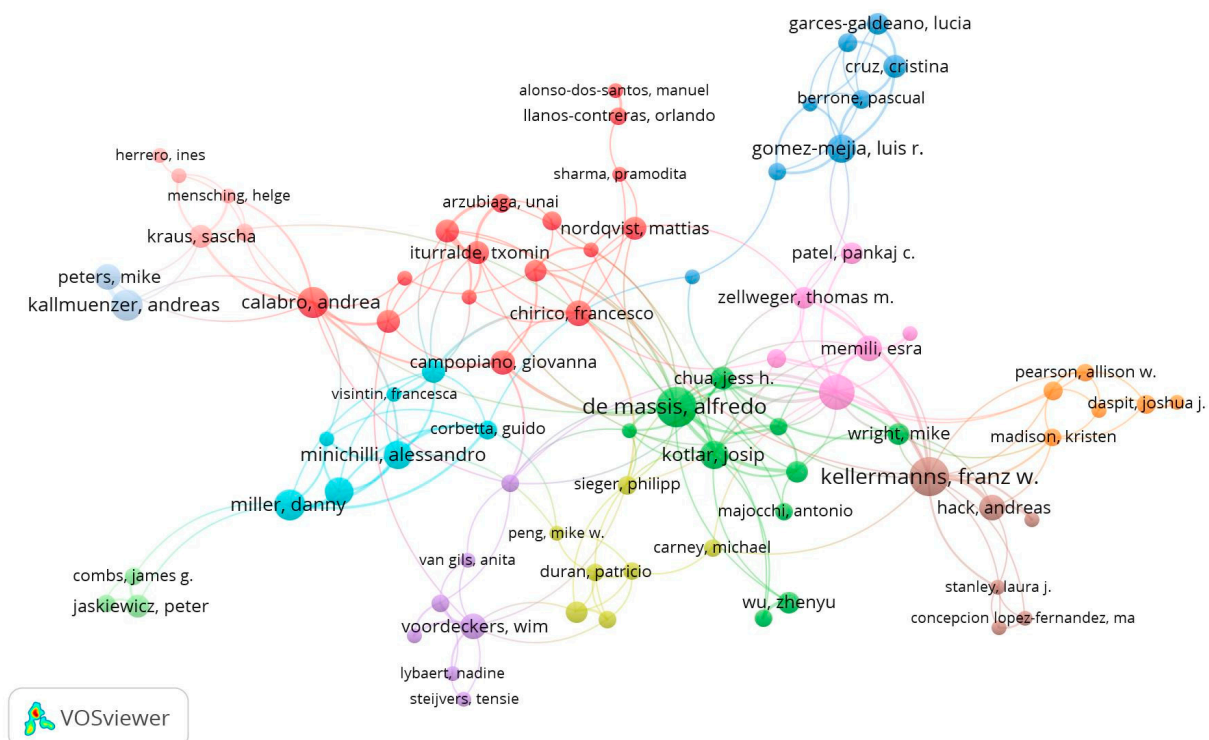 garces-galdeano, lucia
cruz, cristina
alonso-dos-santos, manuel
berrone, pascual
llanos-contreras, orlando
gomez-mejia, luis r.
herrero, ines
sharma, pramodita
mensching, helge
arzubiaga, unai
kraus, sascha
nordqvist, mattias
iturralde, txomin
patel, pankaj c.
peters, mike
kallmuenzer, andreas
calabro, andrea
zellweger, thomas m.
chirico, francesco
memili, esra
campopiano, giovanna
pearson, allison w.
chua, jess h.
visintin, francesca
de massis, alfredo
daspit, joshua j.
corbetta, guido
wright, mike
madison, kristen
minichilli, alessandro
kotlar, josip
kellermanns, franz w.
sieger, philipp
miller, danny
majocchi, antonio
hack, andreas
peng, mike w.
carney, michael
van gils, anita
duran, patricio
combs, james g.
stanley, laura j.
jaskiewicz, peter
wu, zhenyu
concepcion lopez-fernandez, ma
voordeckers, wim
lybaert, nadine
steijvers, tensie
VOSviewer